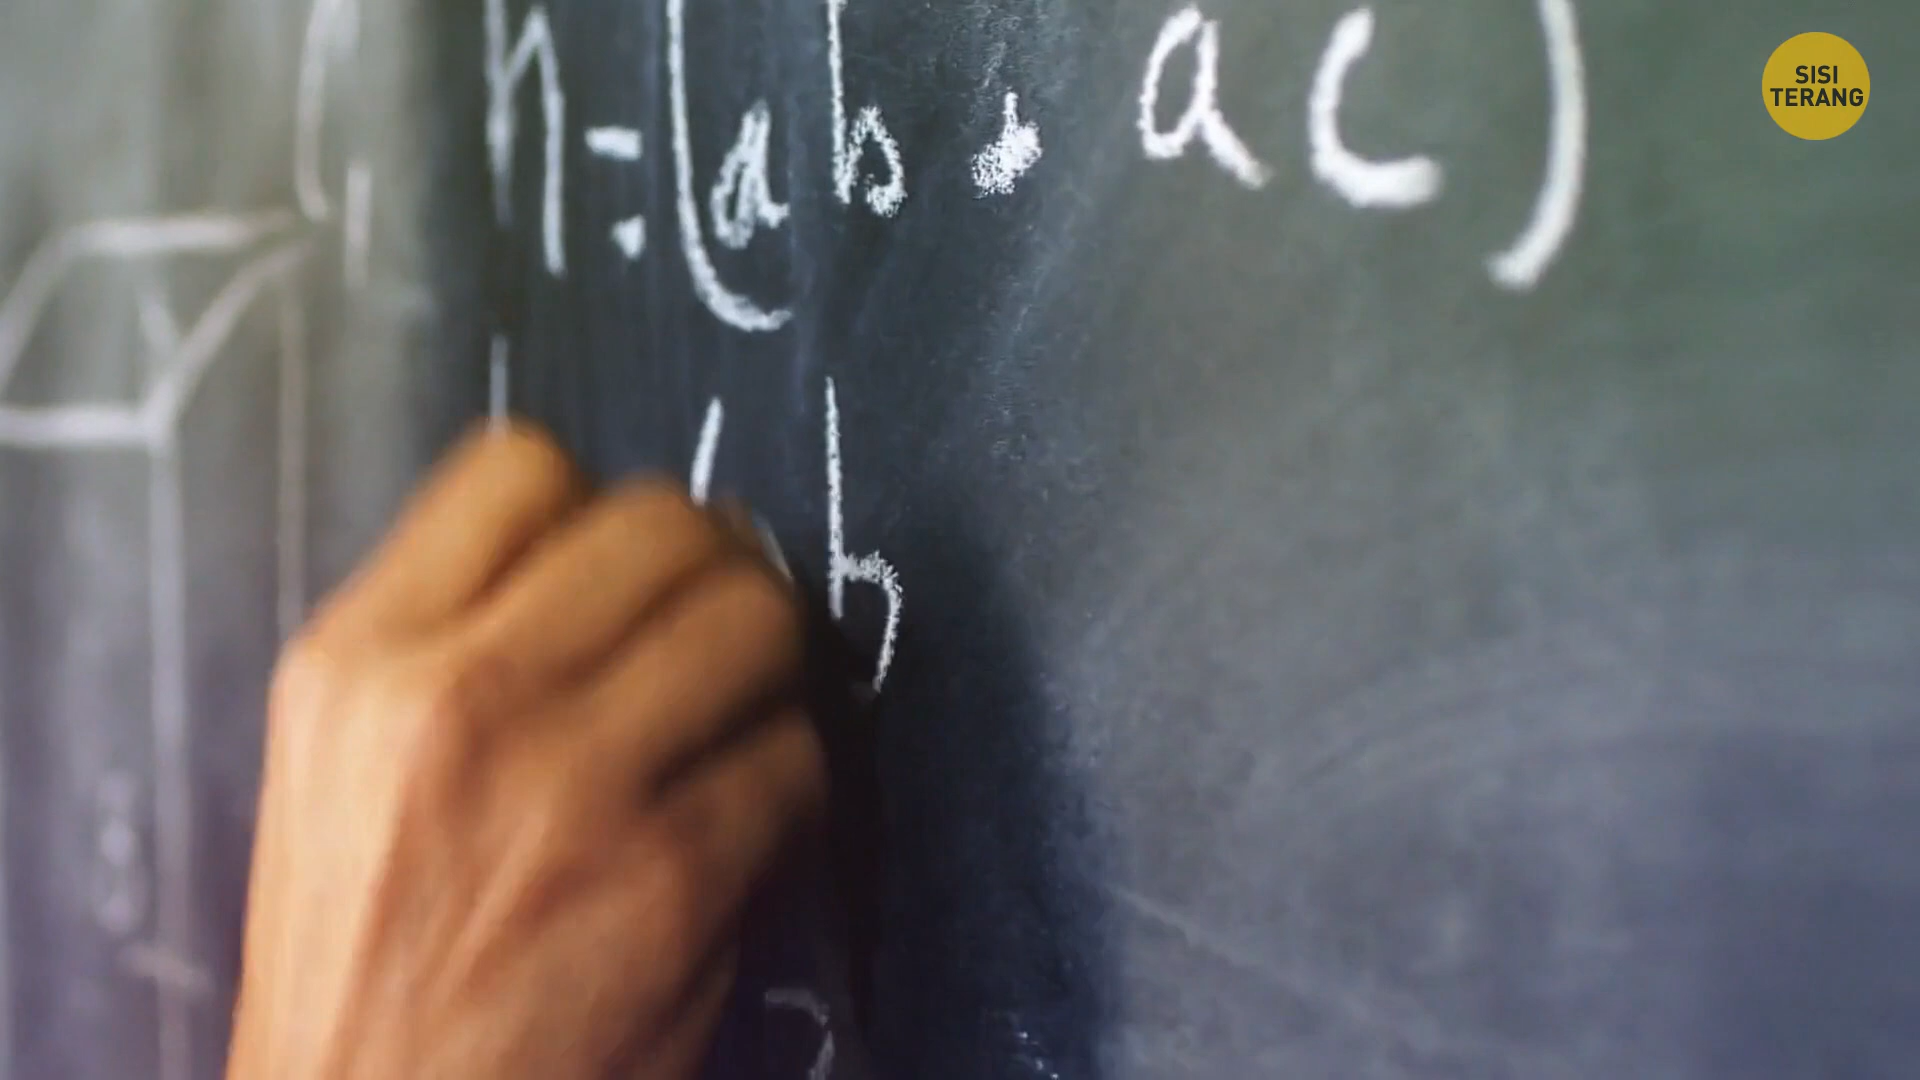 h = (ab . ac)
h
SISI
TERANG